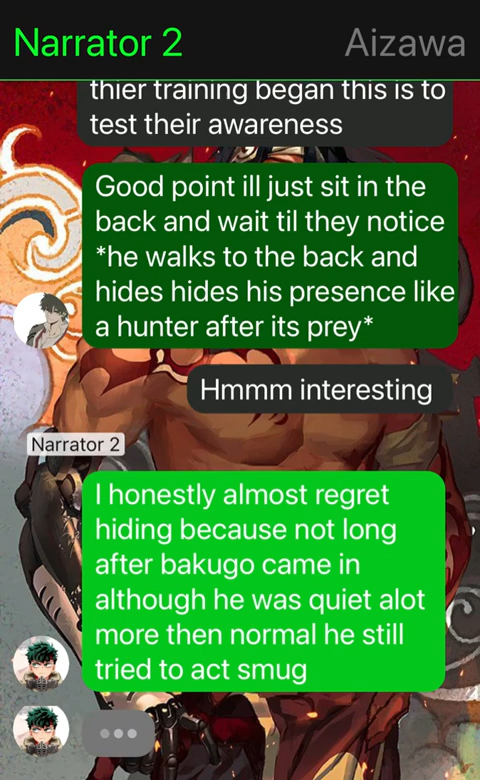 Narrator 2 Aizawa
thier training began this is to
test their awareness
Good point ill just sit in the
back and wait til they notice
*he walks to the back and
hides hides his presence like
a hunter after its prey*
Hmmm interesting
Narrator 2
I honestly almost regret
hiding because not long
after bakugo came in
although he was quiet alot
more then normal he still
tried to act smug